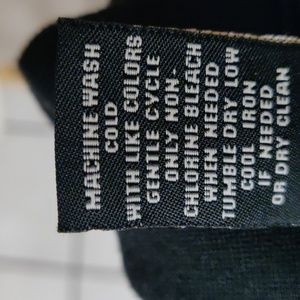 MACHINE WASH
COLD
WITH LIKE COLORS
GENTLE CYCLE
ONLY NON-
CHLORINE BLEACH
WHEN NEEDED
TUMBLE DRY LOW
COOL IRON
IF NEEDED
OR DRY CLEAN